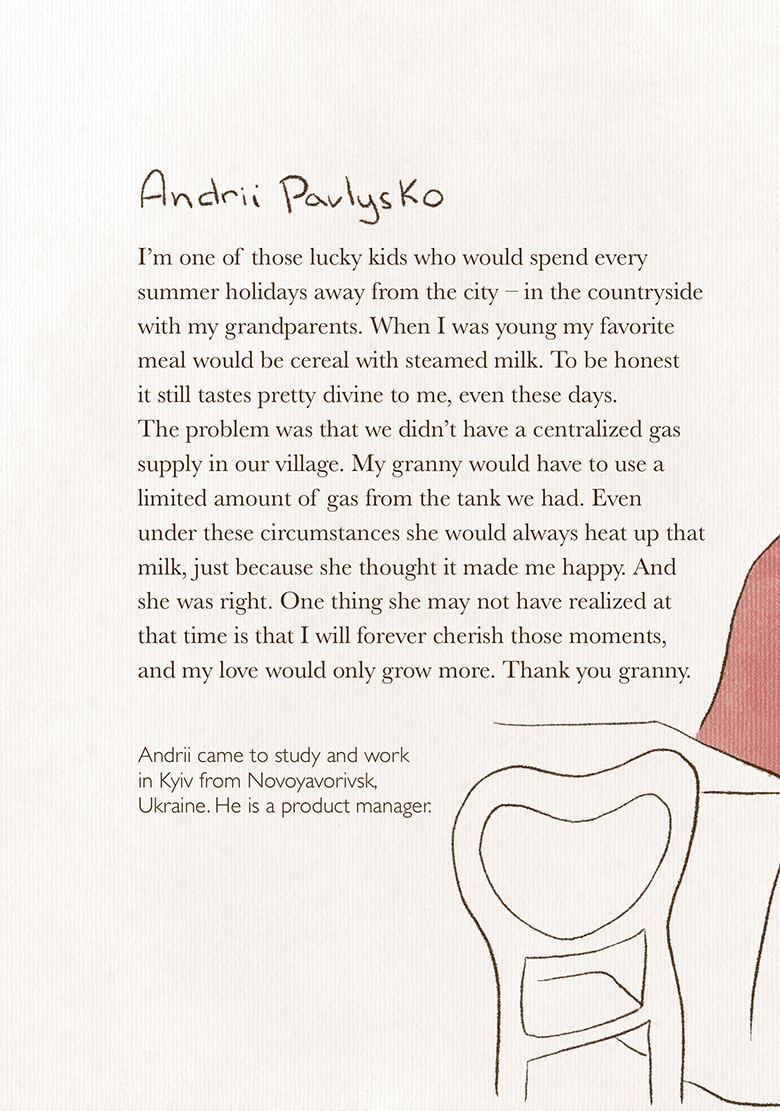 Andrii Pavlysko
I’m one of those lucky kids who would spend every
summer holidays away from the city – in the countryside
with my grandparents. When I was young my favorite
meal would be cereal with steamed milk. To be honest
it still tastes pretty divine to me, even these days.
The problem was that we didn’t have a centralized gas
supply in our village. My granny would have to use a
limited amount of gas from the tank we had. Even
under these circumstances she would always heat up that
milk, just because she thought it made me happy. And
she was right. One thing she may not have realized at
that time is that I will forever cherish those moments,
and my love would only grow more. Thank you granny.
Andrii came to study and work
in Kyiv from Novoyavorivsk,
Ukraine. He is a product manager.